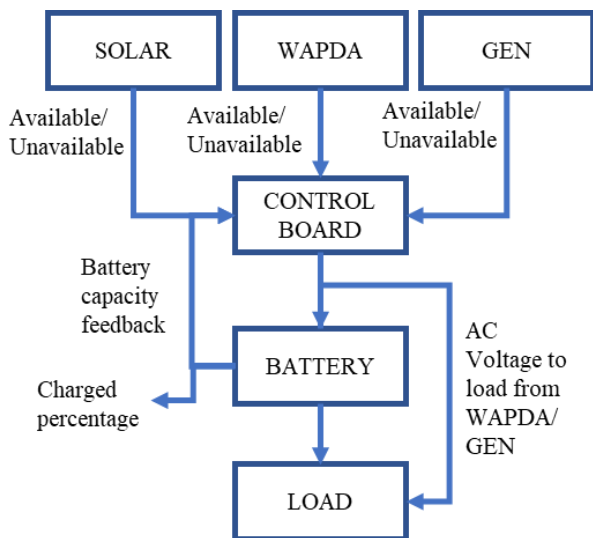 SOLAR
WAPDA
GEN
Available/
Unavailable
Available/
Unavailable
Available/
Unavailable
CONTROL
BOARD
Battery
capacity
feedback
BATTERY
AC
Voltage to
load from
WAPDA/
GEN
Charged
percentage
LOAD